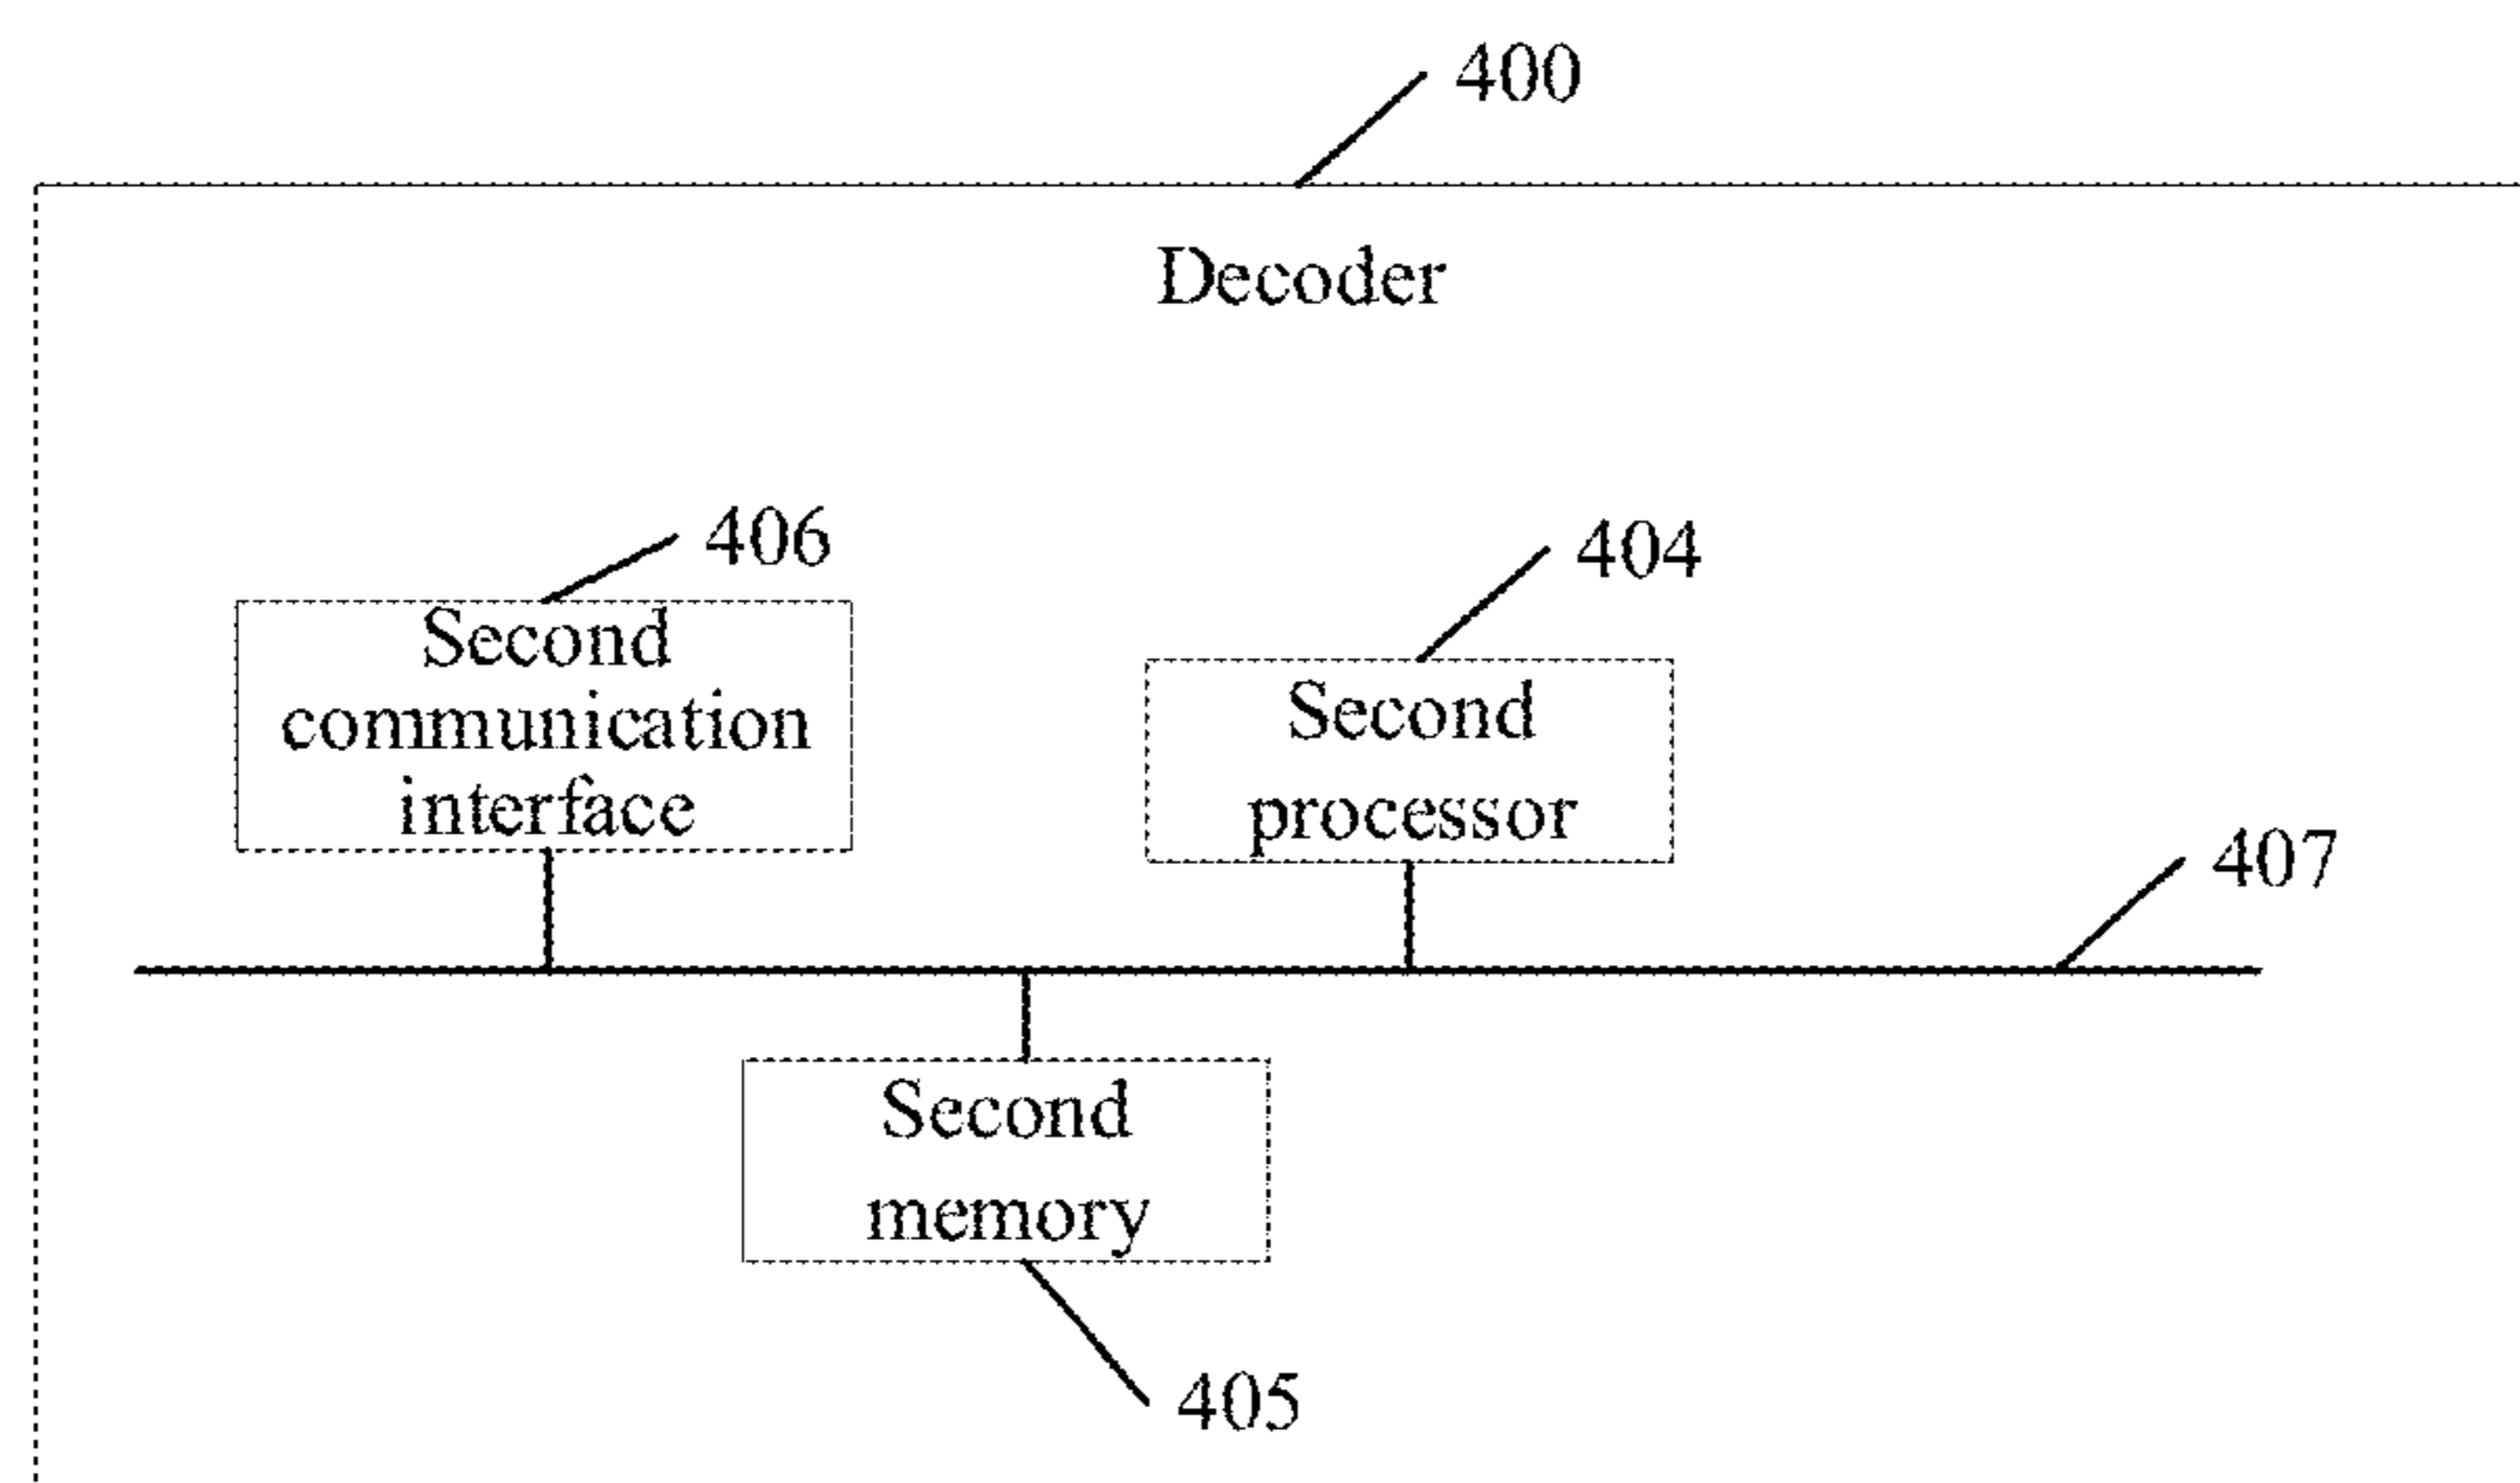 400
Decoder
406
404
Second
communication
interface
Second
processor
407
Second
memory
405